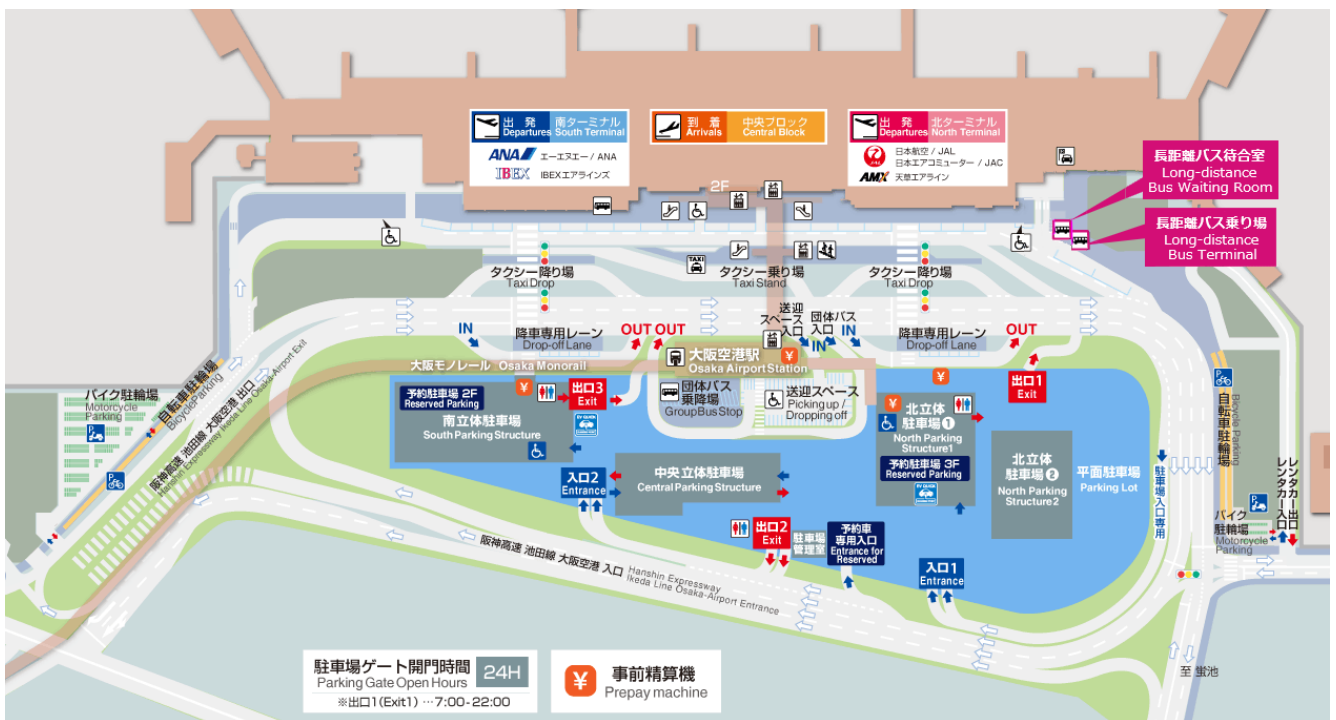 出発 南ターミナル
Departures South Terminal
ANA エーエヌエー / ANA
IBEX IBEXエアラインズ
到着 中央ブロック
Arrivals Central Block
出発 北ターミナル
Departures North Terminal
日本航空 / JAL
日本エアコミューター / JAC
AMX 天草エアライン
長距離バス待合室
Long-distance
Bus Waiting Room
長距離バス乗り場
Long-distance
Bus Terminal
2F
TAXI
タクシー降り場
Taxi Drop
タクシー乗り場
Taxi Stand
タクシー降り場
Taxi Drop
IN
降車専用レーン
Drop-off Lane
OUT OUT
送迎
スペース
入口
団体バス
入口
IN
IN
降車専用レーン
Drop-off Lane
OUT
大阪モノレール Osaka Monorail
大阪空港駅
Osaka Airport Station
¥
団体バス
乗降場
Group Bus Stop
送迎スペース
Picking up /
Dropping off
バイク駐輪場
Motorcycle
Parking
P
自転車駐輪場
Bicycle Parking
P
阪神高速 池田線 大阪空港 出口
Hanshin Expressway Ikeda Line Osaka-Airport Exit
予約駐車場 2F
Reserved Parking
南立体駐車場
South Parking Structure
¥
出口3
Exit
EV QUICK
入口2
Entrance
中央立体駐車場
Central Parking Structure
¥
¥
北立体
駐車場❶
North Parking
Structure1
予約駐車場 3F
Reserved Parking
EV QUICK
出口1
Exit
北立体
駐車場❷
North Parking
Structure2
平面駐車場
Parking Lot
駐車場入口専用
P
自転車駐輪場
Bicycle Parking
P
レンタカー入口
レンタカー出口
バイク
駐輪場
Motorcycle
Parking
出口2
Exit
駐車場
管理室
予約車
専用入口
Entrance for
Reserved
入口1
Entrance
阪神高速 池田線 大阪空港 入口
Hanshin Expressway
Ikeda Line Osaka-Airport Entrance
至 蛍池
駐車場ゲート開門時間
Parking Gate Open Hours
24H
※出口1(Exit1) …7:00-22:00
¥
事前精算機
Prepay machine